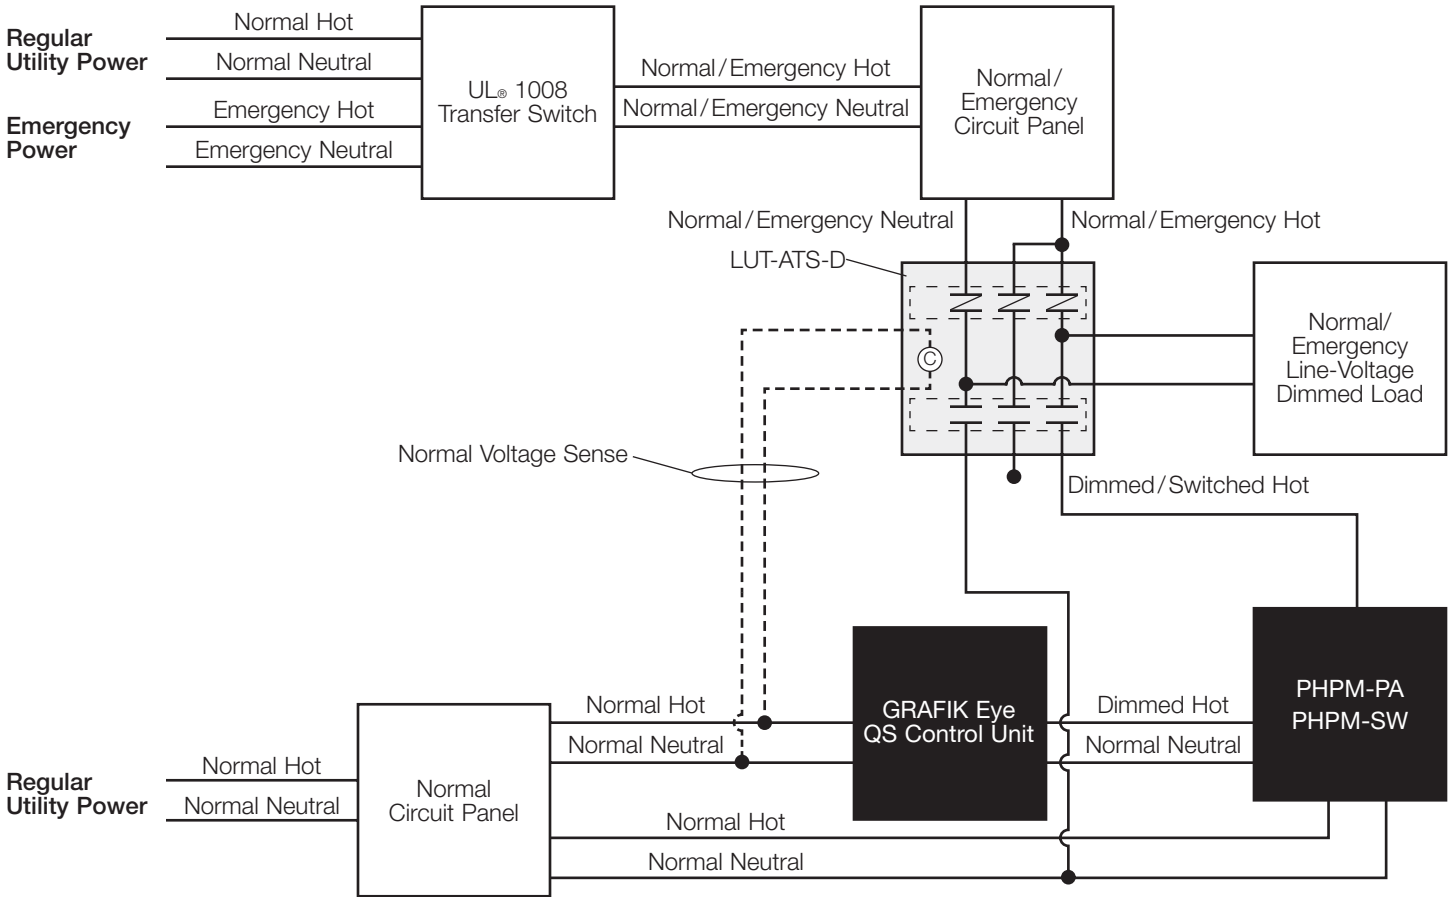 Regular
Utility Power
Normal Hot
Normal Neutral
Emergency
Power
Emergency Hot
Emergency Neutral
UL® 1008
Transfer Switch
Normal/Emergency Hot
Normal/Emergency Neutral
Normal/
Emergency
Circuit Panel
Normal/Emergency Neutral
Normal/Emergency Hot
LUT-ATS-D
C
Normal/
Emergency
Line-Voltage
Dimmed Load
Normal Voltage Sense
Dimmed/Switched Hot
Normal Hot
Normal Neutral
GRAFIK Eye
QS Control Unit
Dimmed Hot
Normal Neutral
PHPM-PA
PHPM-SW
Regular
Utility Power
Normal Hot
Normal Neutral
Normal
Circuit Panel
Normal Hot
Normal Neutral